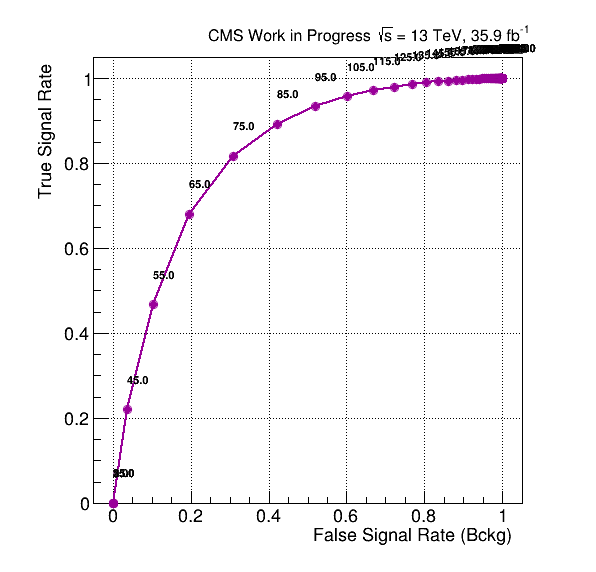 CMS Work in Progress √s = 13 TeV, 35.9 fb⁻¹
105.0 115.0 125.0
95.0
1
85.0
75.0
0.8
65.0
True Signal Rate
0.6
55.0
0.4
45.0
0.2
0
0 0.2 0.4 0.6 0.8 1
False Signal Rate (Bckg)